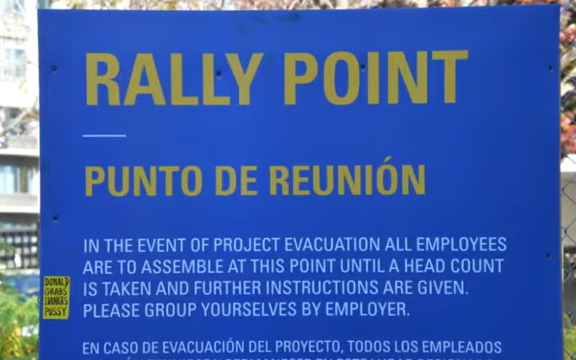 RALLY POINT
PUNTO DE REUNIÓN
IN THE EVENT OF PROJECT EVACUATION ALL EMPLOYEES
ARE TO ASSEMBLE AT THIS POINT UNTIL A HEAD COUNT
IS TAKEN AND FURTHER INSTRUCTIONS ARE GIVEN.
PLEASE GROUP YOURSELVES BY EMPLOYER.
DONALD
GRABS
IVANKA'S
PUSSY
EN CASO DE EVACUACIÓN DEL PROYECTO, TODOS LOS EMPLEADOS